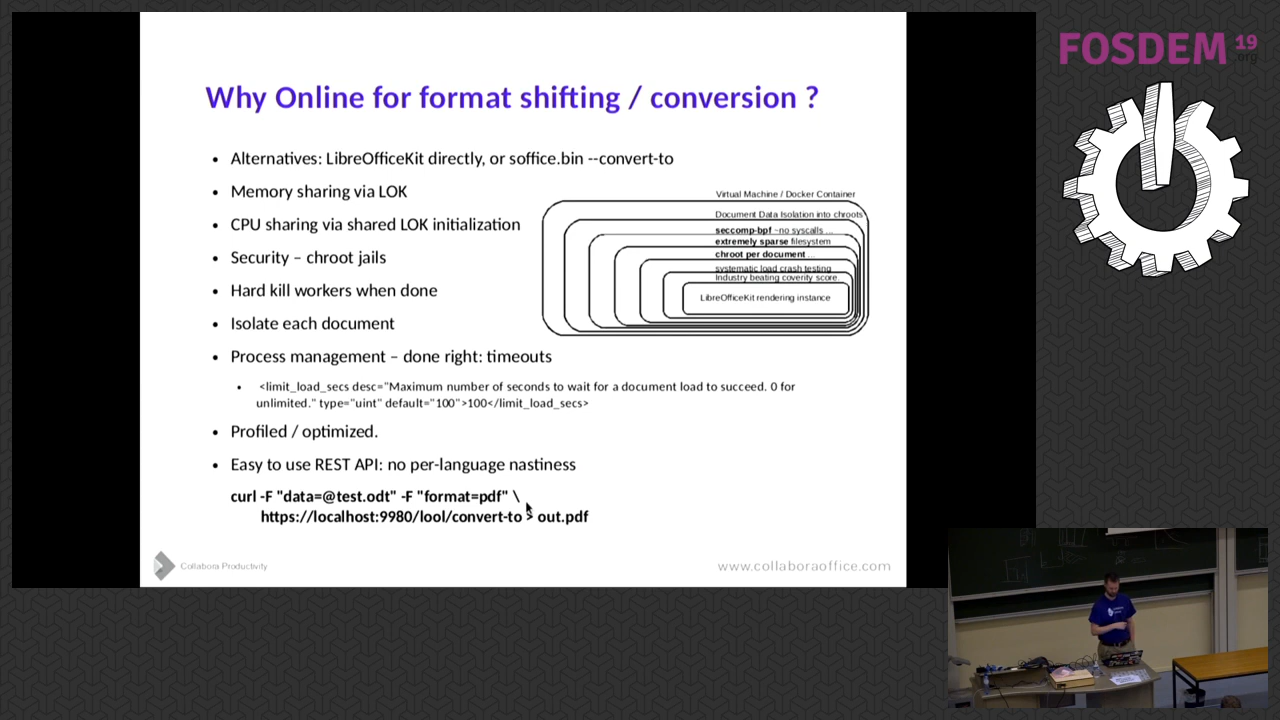 Why Online for format shifting / conversion ?
• Alternatives: LibreOfficeKit directly, or soffice.bin --convert-to
• Memory sharing via LOK
• CPU sharing via shared LOK initialization
• Security – chroot jails
• Hard kill workers when done
• Isolate each document
• Process management – done right: timeouts
• <limit_load_secs desc="Maximum number of seconds to wait for a document load to succeed. 0 for
unlimited." type="uint" default="100">100</limit_load_secs>
• Profiled / optimized.
• Easy to use REST API: no per-language nastiness
curl -F "data=@test.odt" -F "format=pdf" \
https://localhost:9980/lool/convert-to > out.pdf
Virtual Machine / Docker Container
Document Data Isolation into chroots
seccomp-bpf ~no syscalls ...
extremely sparse filesystem
chroot per document ...
systematic load crash testing
Industry beating coverity score
LibreOfficeKit rendering instance
Collabora Productivity
www.collaboraoffice.com
FOSDEM 19
.org